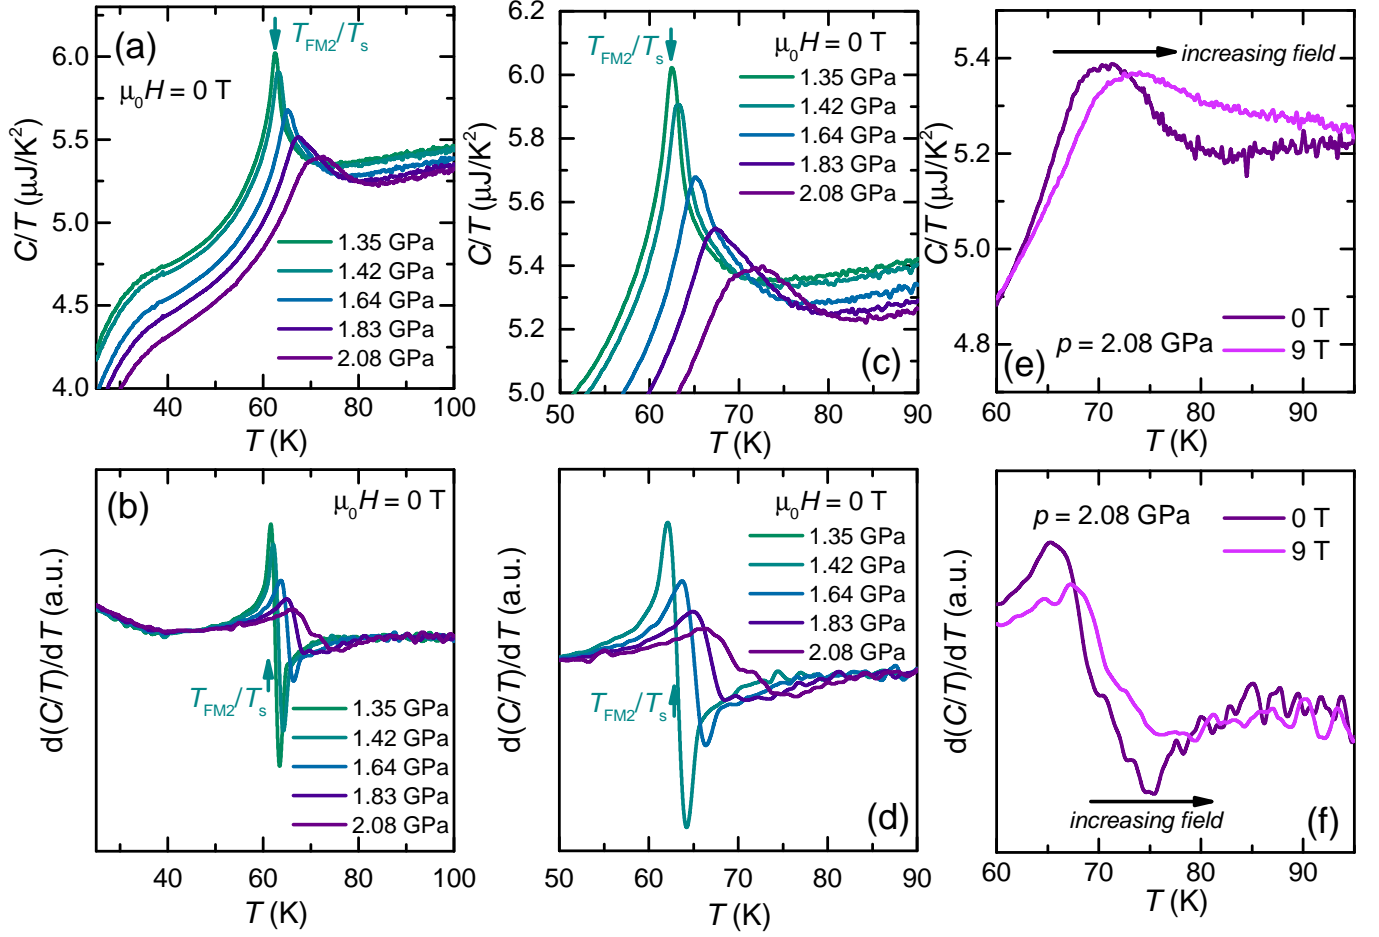 (a)
T_FM2/T_s
μ₀H = 0 T
1.35 GPa
1.42 GPa
1.64 GPa
1.83 GPa
2.08 GPa
C/T (μJ/K²)
6.0
5.5
5.0
4.5
4.0
40 60 80 100
T (K)
(c)
T_FM2/T_s
μ₀H = 0 T
1.35 GPa
1.42 GPa
1.64 GPa
1.83 GPa
2.08 GPa
C/T (μJ/K²)
6.2
6.0
5.8
5.6
5.4
5.2
5.0
50 60 70 80 90
T (K)
(e)
increasing field
p = 2.08 GPa
0 T
9 T
C/T (μJ/K²)
5.4
5.2
5.0
4.8
60 70 80 90
T (K)
(b)
μ₀H = 0 T
T_FM2/T_s
1.35 GPa
1.42 GPa
1.64 GPa
1.83 GPa
2.08 GPa
d(C/T)/dT (a.u.)
40 60 80 100
T (K)
(d)
μ₀H = 0 T
1.35 GPa
1.42 GPa
1.64 GPa
1.83 GPa
2.08 GPa
T_FM2/T_s
d(C/T)/dT (a.u.)
50 60 70 80 90
T (K)
(f)
p = 2.08 GPa
0 T
9 T
increasing field
d(C/T)/dT (a.u.)
60 70 80 90
T (K)